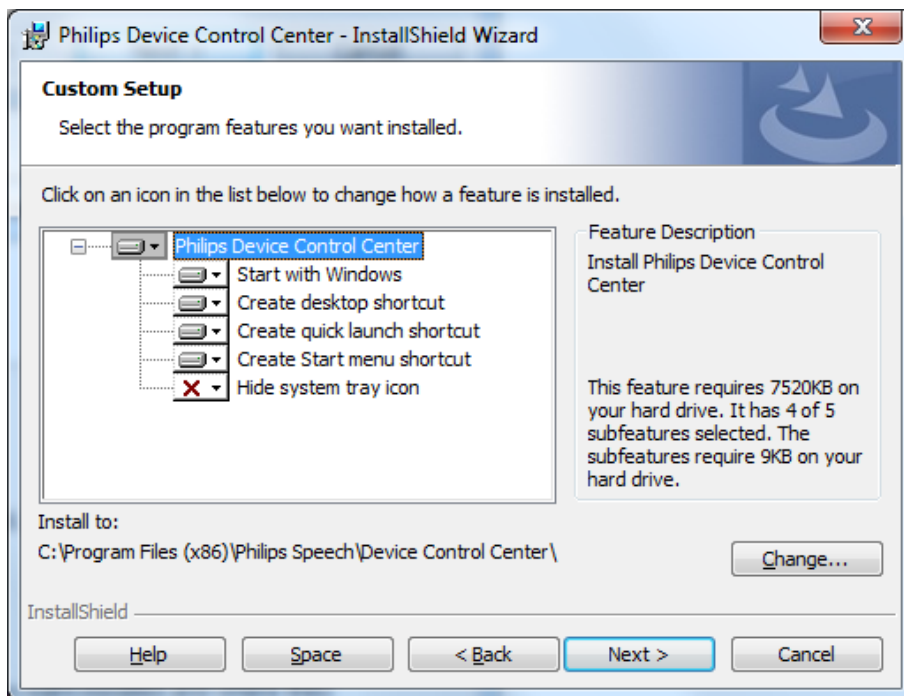 Philips Device Control Center - InstallShield Wizard
Custom Setup
Select the program features you want installed.
Click on an icon in the list below to change how a feature is installed.
Philips Device Control Center
Start with Windows
Create desktop shortcut
Create quick launch shortcut
Create Start menu shortcut
Hide system tray icon
Feature Description
Install Philips Device Control
Center
This feature requires 7520KB on
your hard drive. It has 4 of 5
subfeatures selected. The
subfeatures require 9KB on your
hard drive.
Install to:
C:\Program Files (x86)\Philips Speech\Device Control Center\
Change...
InstallShield
Help
Space
< Back
Next >
Cancel